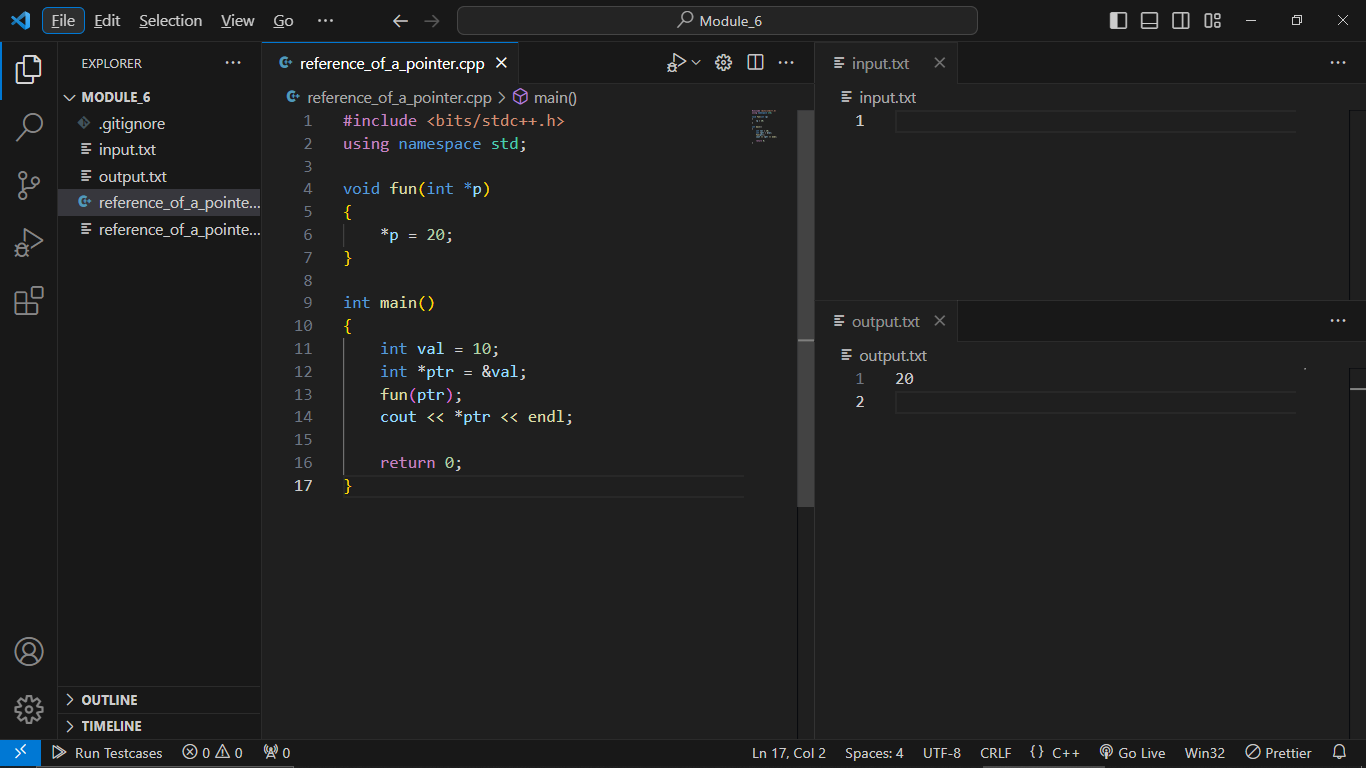 File Edit Selection View Go ··· Module_6
EXPLORER ···
MODULE_6
.gitignore
input.txt
output.txt
reference_of_a_pointe...
reference_of_a_pointe...
OUTLINE
TIMELINE
reference_of_a_pointer.cpp
reference_of_a_pointer.cpp > main()
1 #include <bits/stdc++.h>
2 using namespace std;
3
4 void fun(int *p)
5 {
6     *p = 20;
7 }
8
9 int main()
10 {
11     int val = 10;
12     int *ptr = &val;
13     fun(ptr);
14     cout << *ptr << endl;
15
16     return 0;
17 }
input.txt
input.txt
1
output.txt
output.txt
1 20
2
Run Testcases 0 0 0 Ln 17, Col 2 Spaces: 4 UTF-8 CRLF {} C++ Go Live Win32 Prettier